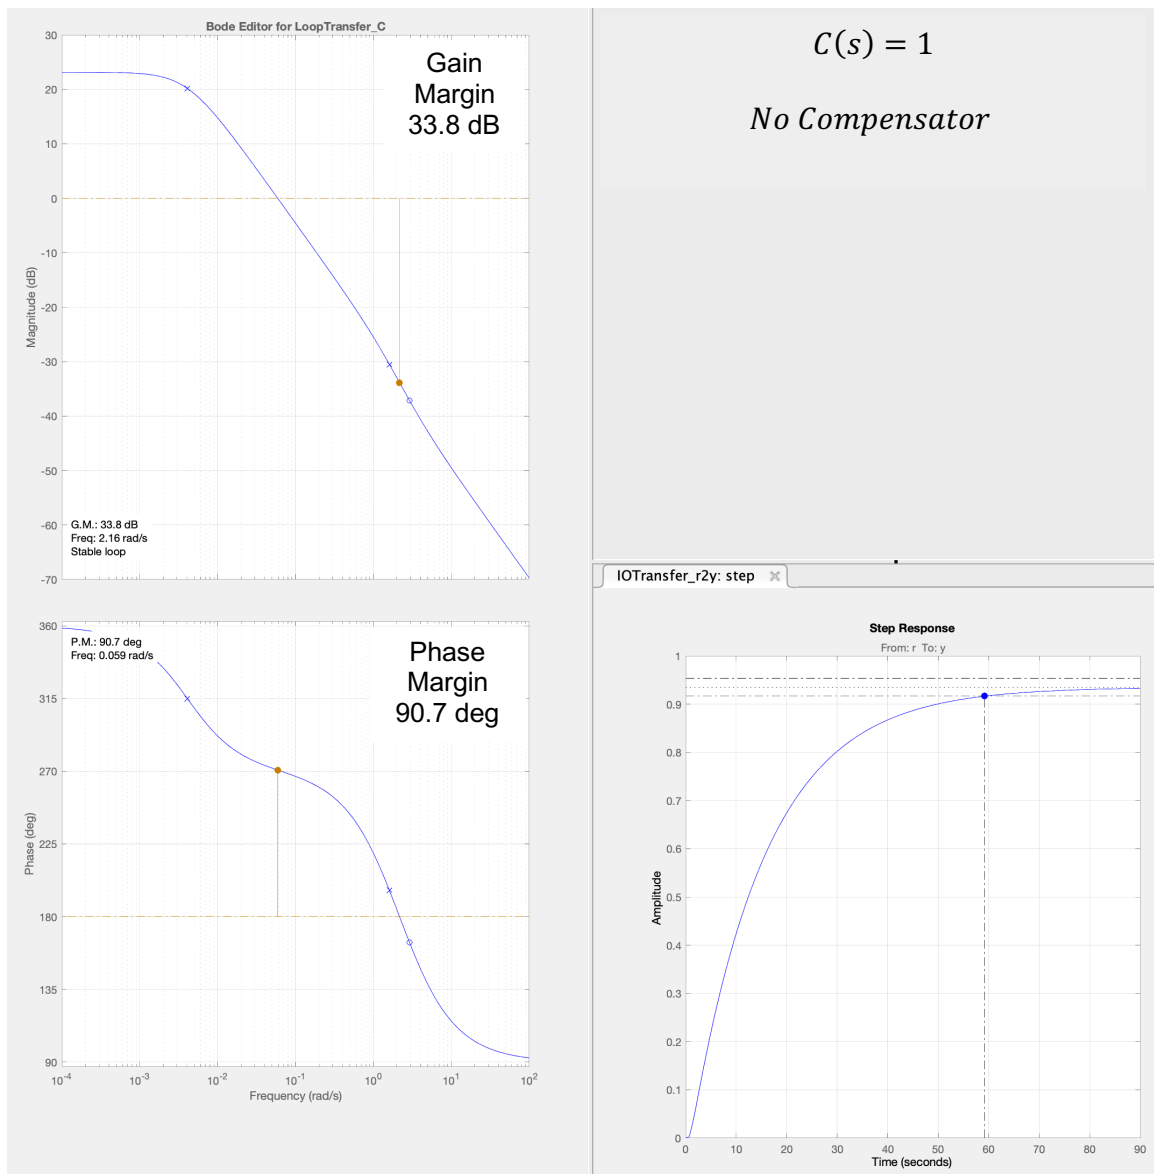 Bode Editor for LoopTransfer_C
30
20
10
0
-10
-20
-30
-40
-50
-60
-70
Magnitude (dB)
Gain
Margin
33.8 dB
G.M.: 33.8 dB
Freq: 2.16 rad/s
Stable loop
360
315
270
225
180
135
90
Phase (deg)
P.M.: 90.7 deg
Freq: 0.059 rad/s
Phase
Margin
90.7 deg
10^-4
10^-3
10^-2
10^-1
10^0
10^1
10^2
Frequency (rad/s)
C(s) = 1
No Compensator
IOTransfer_r2y: step
Step Response
From: r To: y
1
0.9
0.8
0.7
0.6
0.5
0.4
0.3
0.2
0.1
0
Amplitude
0 10 20 30 40 50 60 70 80 90
Time (seconds)